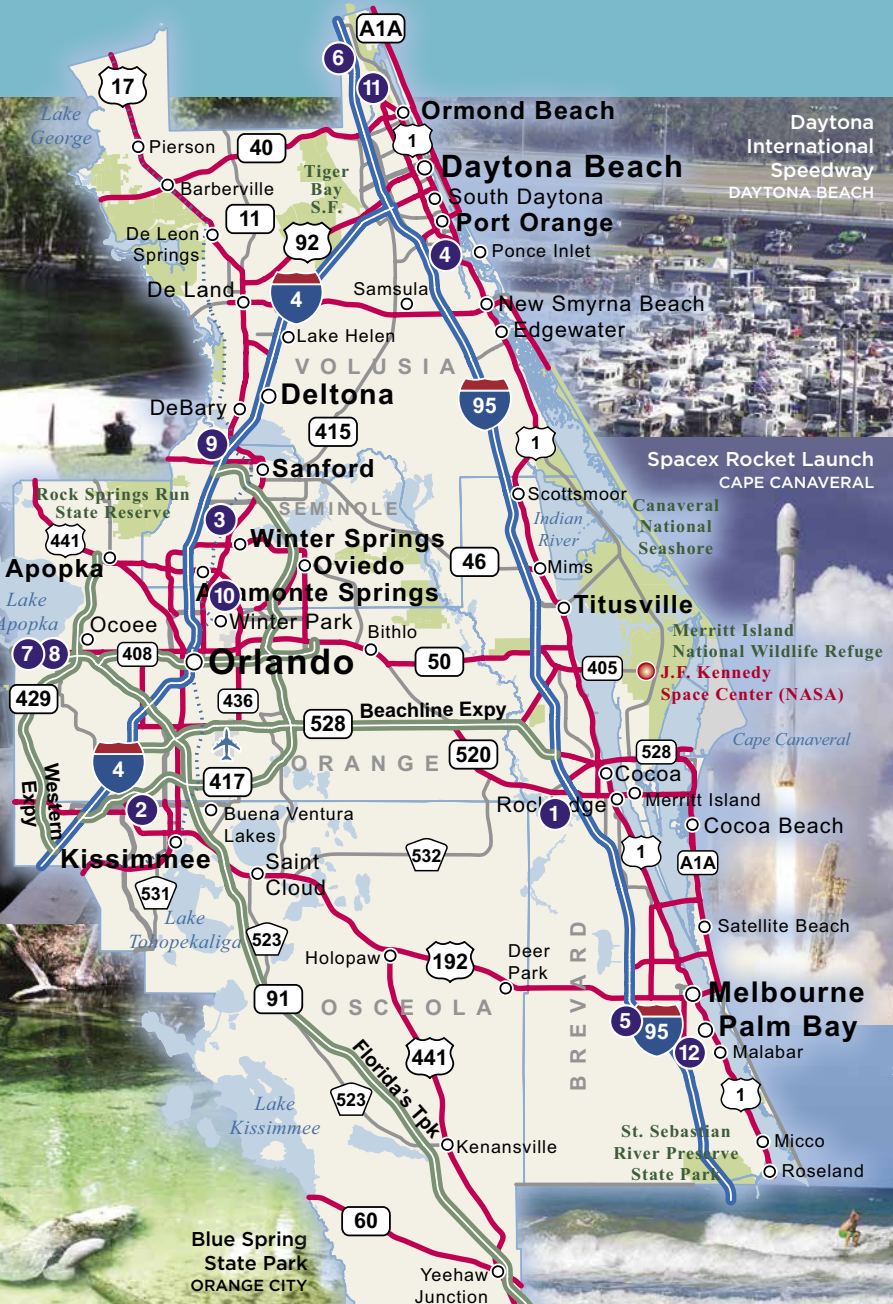 A1A
6
17
11
Lake
George
Ormond Beach
1
Daytona
International
Speedway
DAYTONA BEACH
Pierson
40
Daytona Beach
Tiger
Bay
S.F.
Barberville
South Daytona
11
Port Orange
De Leon
Springs
92
4
Ponce Inlet
De Land
4
Samsula
New Smyrna Beach
Edgewater
Lake Helen
VOLUSIA
Deltona
95
DeBary
415
1
9
Sanford
Spacex Rocket Launch
CAPE CANAVERAL
Rock Springs Run
State Reserve
Scottsmoor
SEMINOLE
3
Indian
River
Canaveral
National
Seashore
441
Winter Springs
Apopka
Oviedo
46
Mims
Altamonte Springs
10
Lake
Apopka
Titusville
Ocoee
Winter Park
Bithlo
Merritt Island
National Wildlife Refuge
7
8
408
Orlando
50
405
J.F. Kennedy
Space Center (NASA)
429
436
Beachline Expy
528
520
528
Cape Canaveral
4
ORANGE
Western
Expy
417
Cocoa
2
Buena Ventura
Lakes
Rockledge
1
Merritt Island
Cocoa Beach
Kissimmee
532
1
A1A
Saint
Cloud
531
Lake
Tohopekaliga
523
Satellite Beach
Holopaw
192
Deer
Park
BREVARD
91
OSCEOLA
Melbourne
5
95
Palm Bay
12
Malabar
441
Florida's Tpk
523
1
Lake
Kissimmee
St. Sebastian
River Preserve
State Park
Kenansville
Micco
Roseland
60
Blue Spring
State Park
ORANGE CITY
Yeehaw
Junction